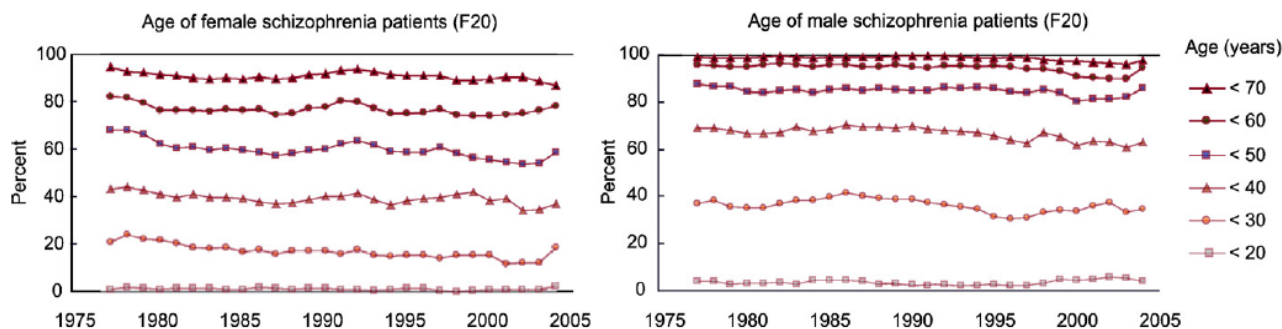 Age of female schizophrenia patients (F20)
Percent
100
80
60
40
20
0
1975 1980 1985 1990 1995 2000 2005
Age of male schizophrenia patients (F20)
Percent
100
80
60
40
20
0
1975 1980 1985 1990 1995 2000 2005
Age (years)
< 70
< 60
< 50
< 40
< 30
< 20